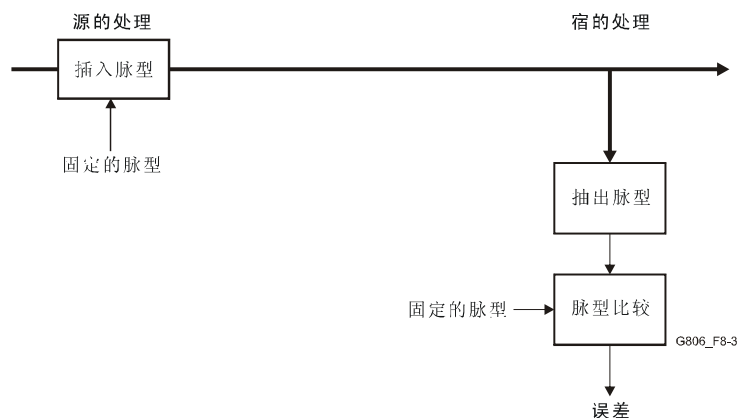 源的处理
宿的处理
插入脉型
固定的脉型
抽出脉型
固定的脉型
脉型比较
G806_F8-3
误差